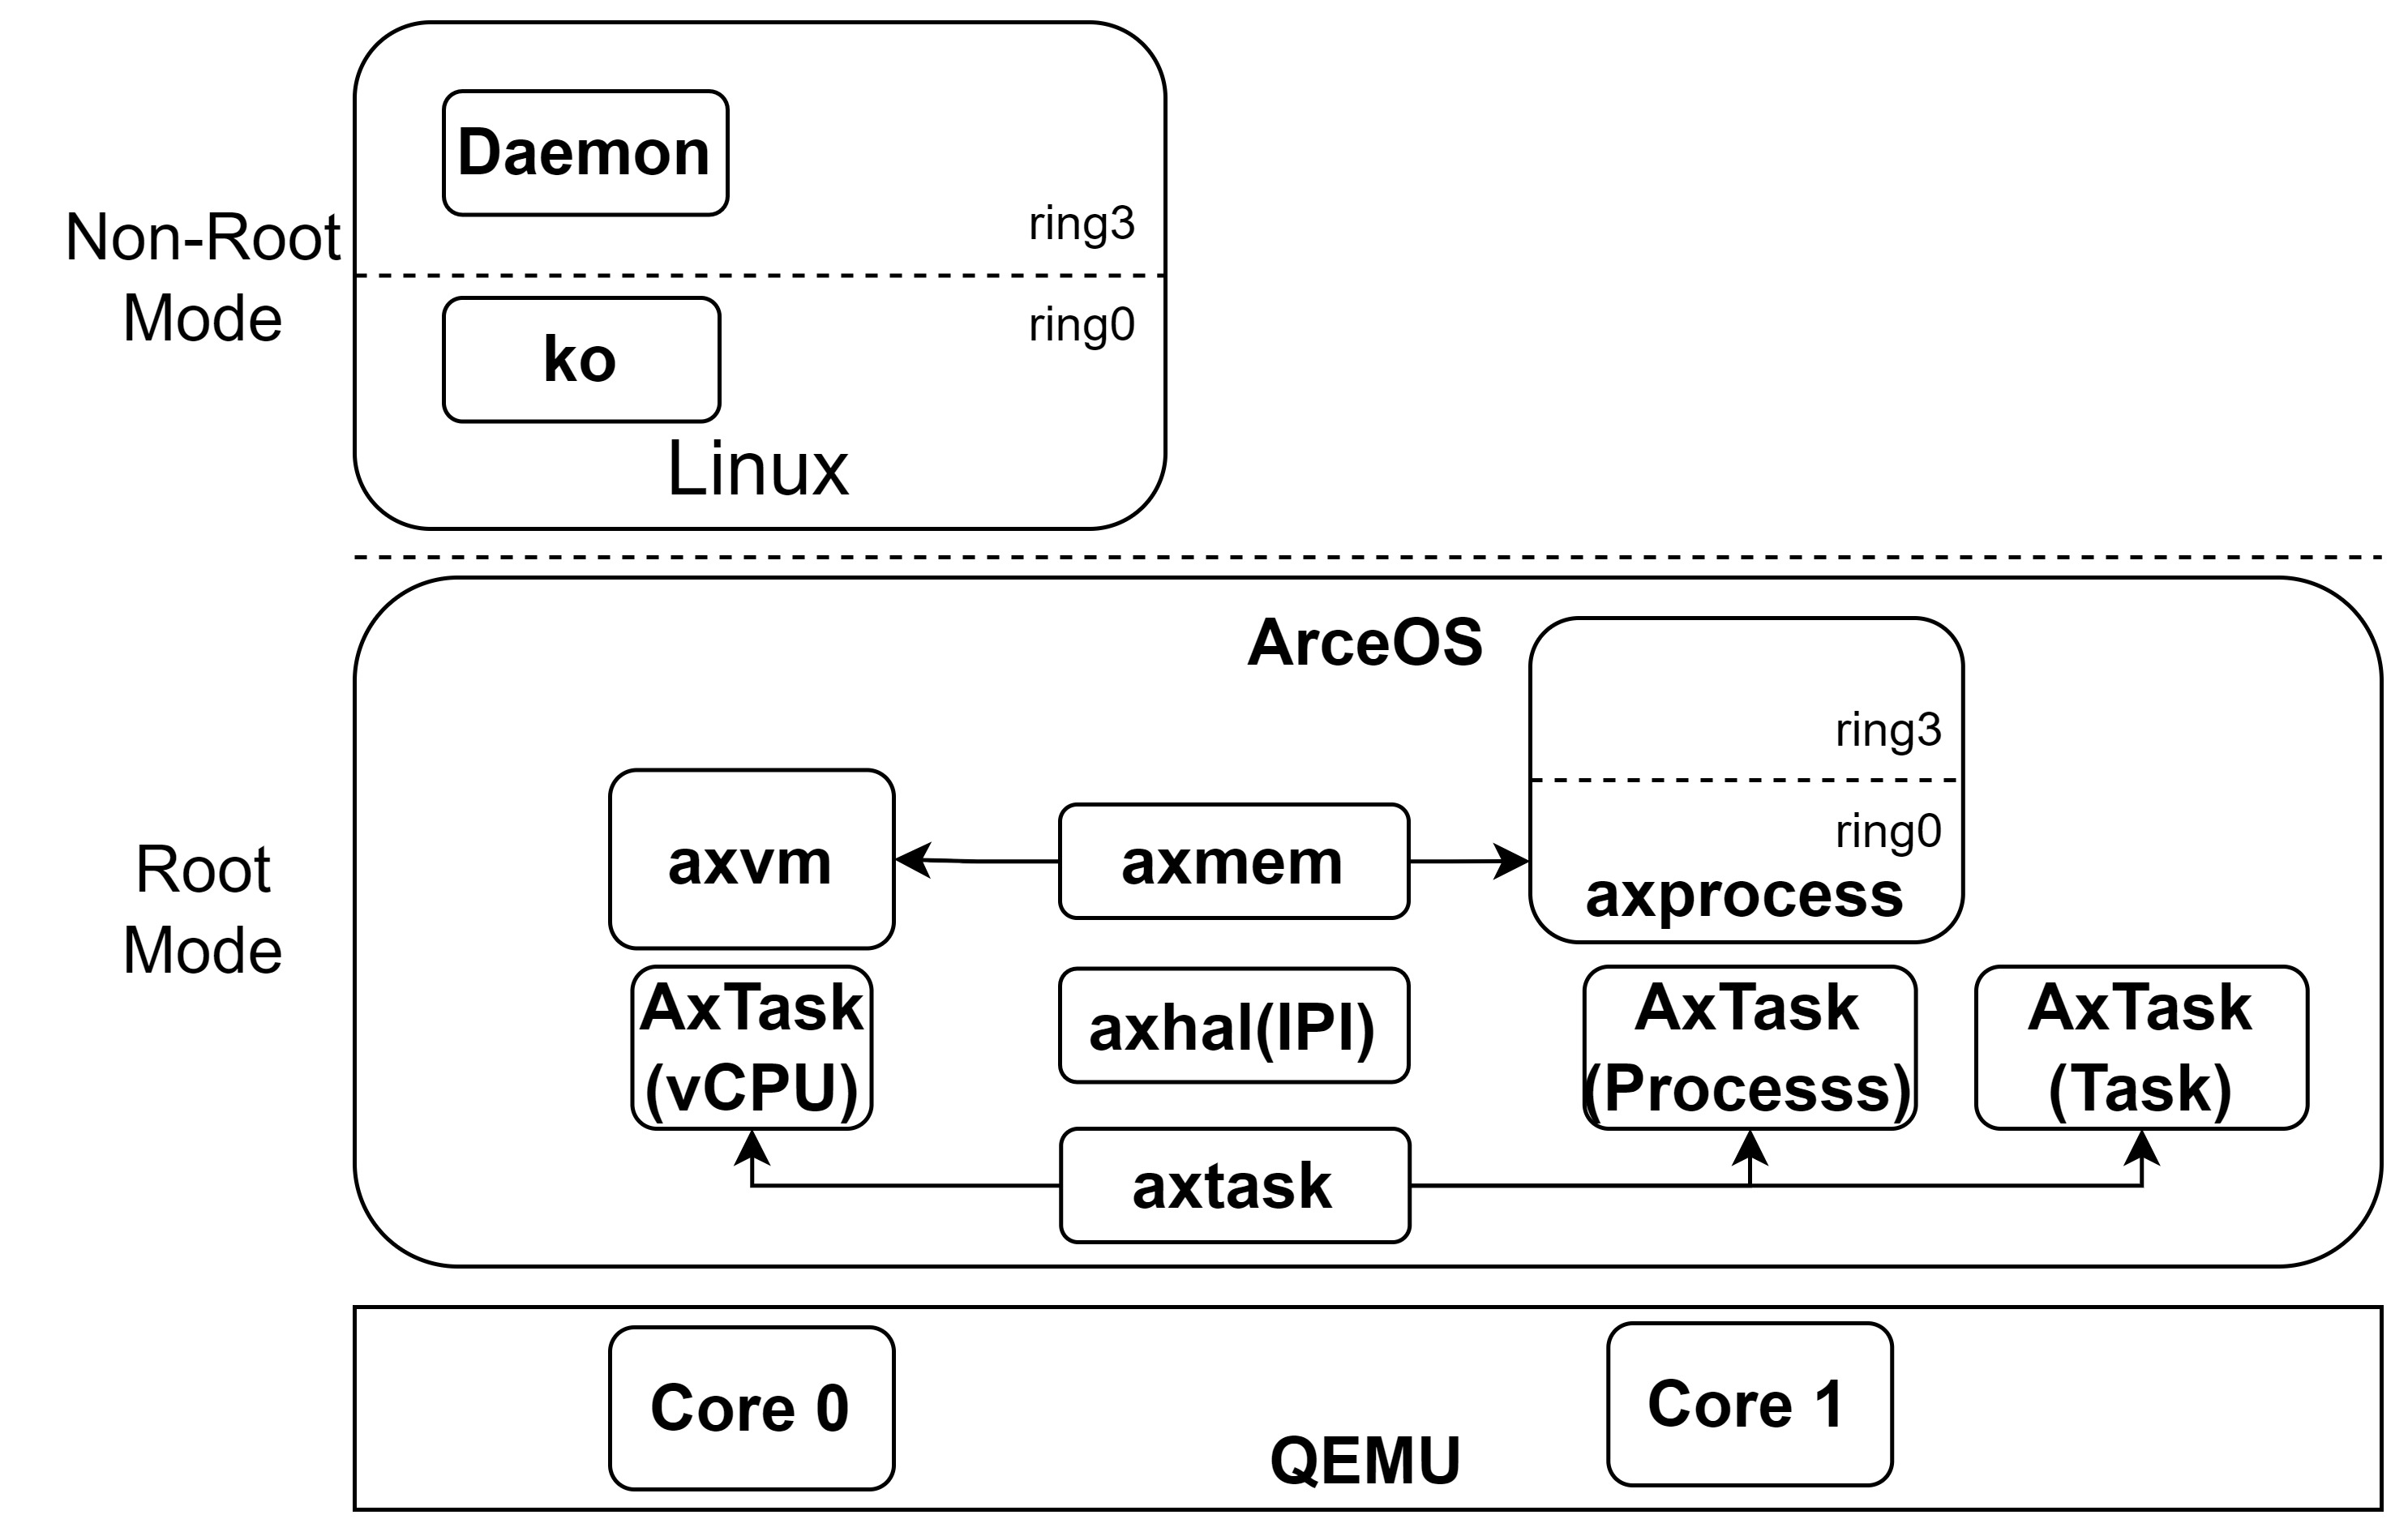 Daemon
ring3
Non-Root
Mode
ring0
ko
Linux
ArceOS
ring3
ring0
axprocess
axvm
axmem
Root
Mode
AxTask
(vCPU)
axhal(IPI)
AxTask
(Processs)
AxTask
(Task)
axtask
Core 0
Core 1
QEMU